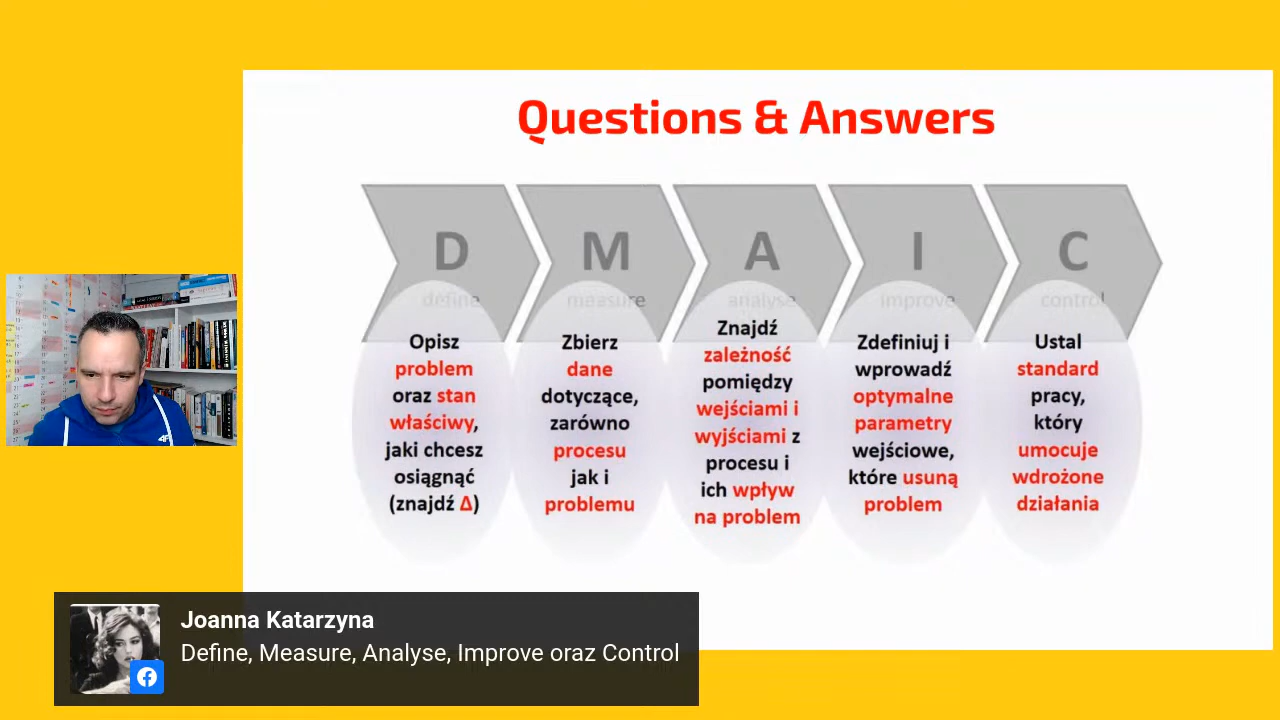 Questions & Answers
D
define
M
measure
A
analyse
I
improve
C
control
Opisz
problem
oraz stan
właściwy,
jaki chcesz
osiągnąć
(znajdź Δ)
Zbierz
dane
dotyczące,
zarówno
procesu
jak i
problemu
Znajdź
zależność
pomiędzy
wejściami i
wyjściami z
procesu i
ich wpływ
na problem
Zdefiniuj i
wprowadź
optymalne
parametry
wejściowe,
które usuną
problem
Ustal
standard
pracy,
który
umocuje
wdrożone
działania
Joanna Katarzyna
Define, Measure, Analyse, Improve oraz Control